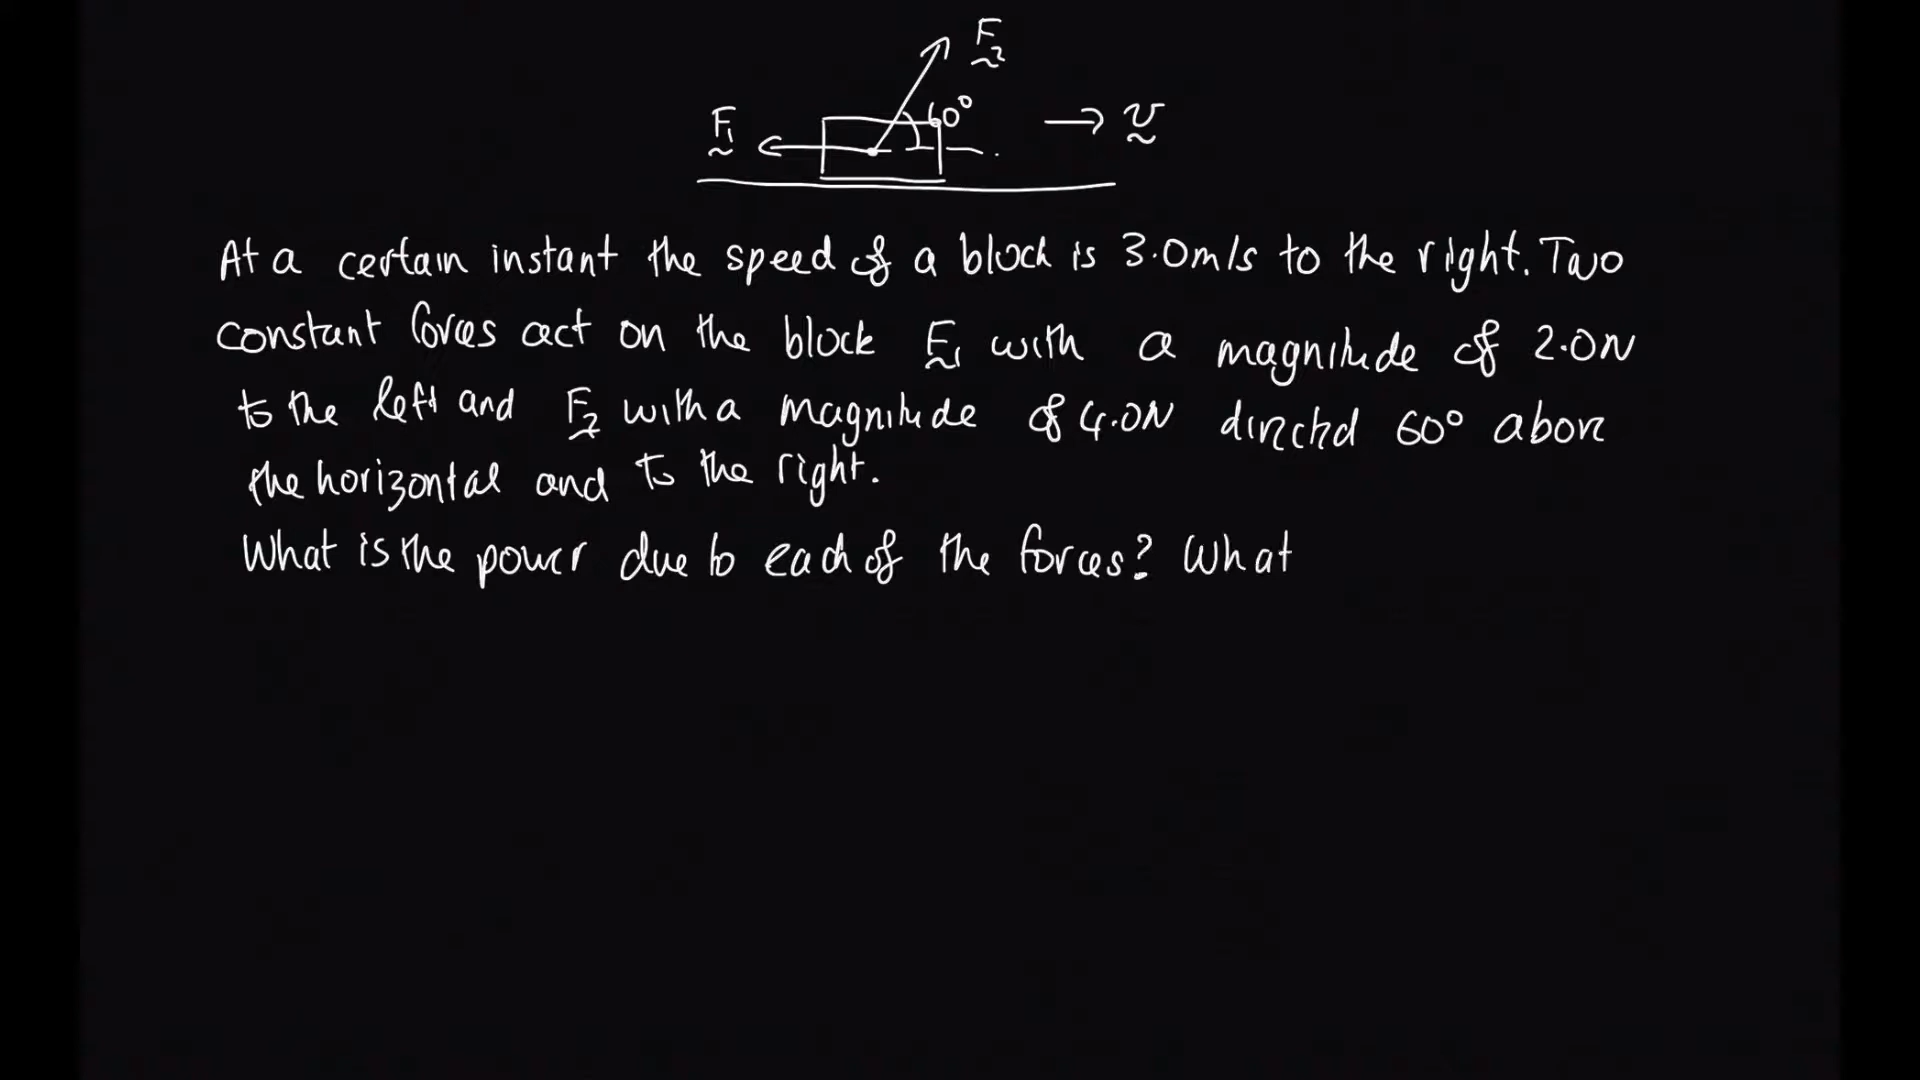 F₂
F₁ 60° → v
At a certain instant the speed of a block is 3.0m/s to the right. Two
constant forces act on the block F₁ with a magnitude of 2.0N
to the left and F₂ with a magnitude of 4.0N directed 60° above
the horizontal and to the right.
What is the power due to each of the forces? What